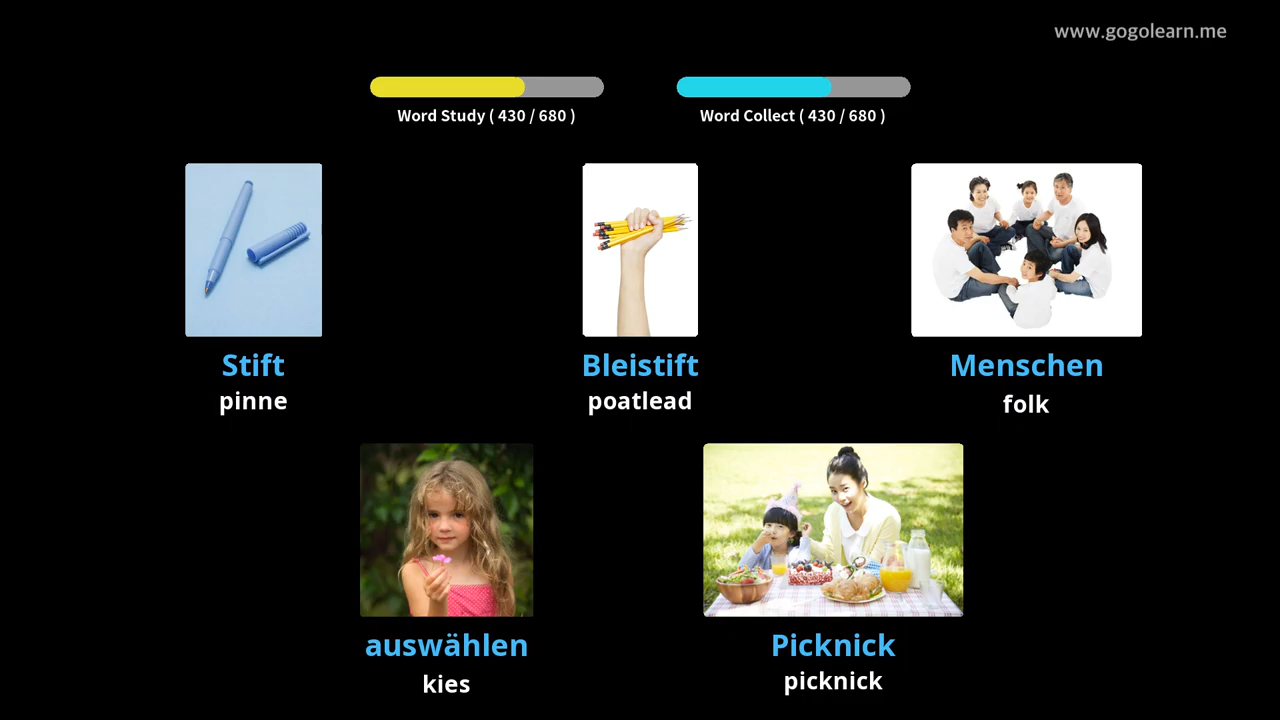 www.gogolearn.me
Word Study ( 430 / 680 )
Word Collect ( 430 / 680 )
Stift
pinne
Bleistift
poatlead
Menschen
folk
auswählen
kies
Picknick
picknick